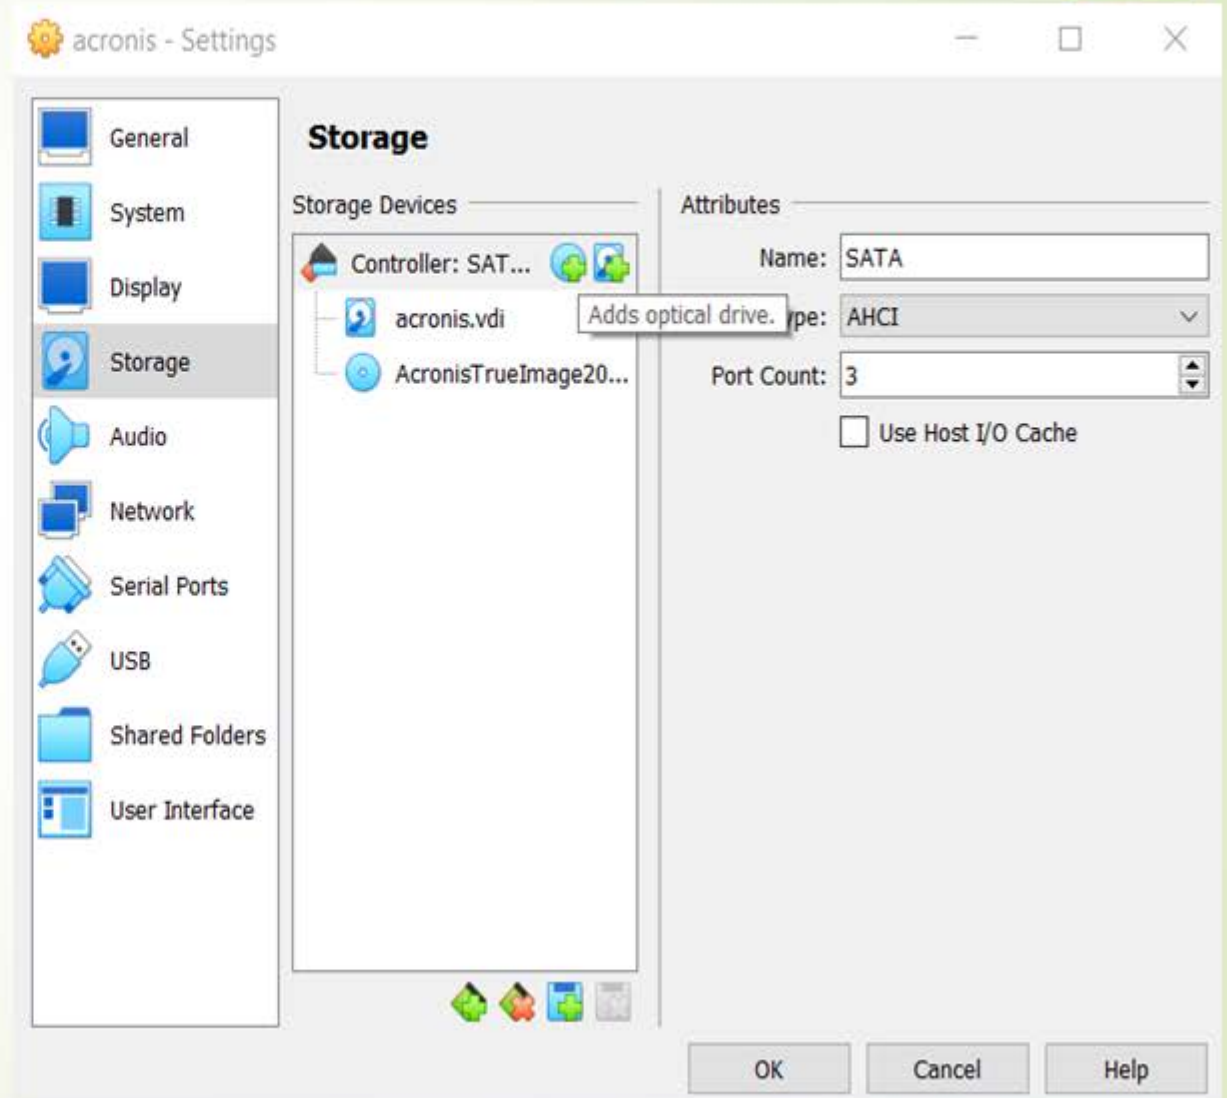 acronis - Settings
General
System
Display
Storage
Audio
Network
Serial Ports
USB
Shared Folders
User Interface
Storage
Storage Devices
Controller: SAT...
acronis.vdi
AcronisTrueImage20...
Adds optical drive.
Attributes
Name: SATA
ype: AHCI
Port Count: 3
Use Host I/O Cache
OK
Cancel
Help